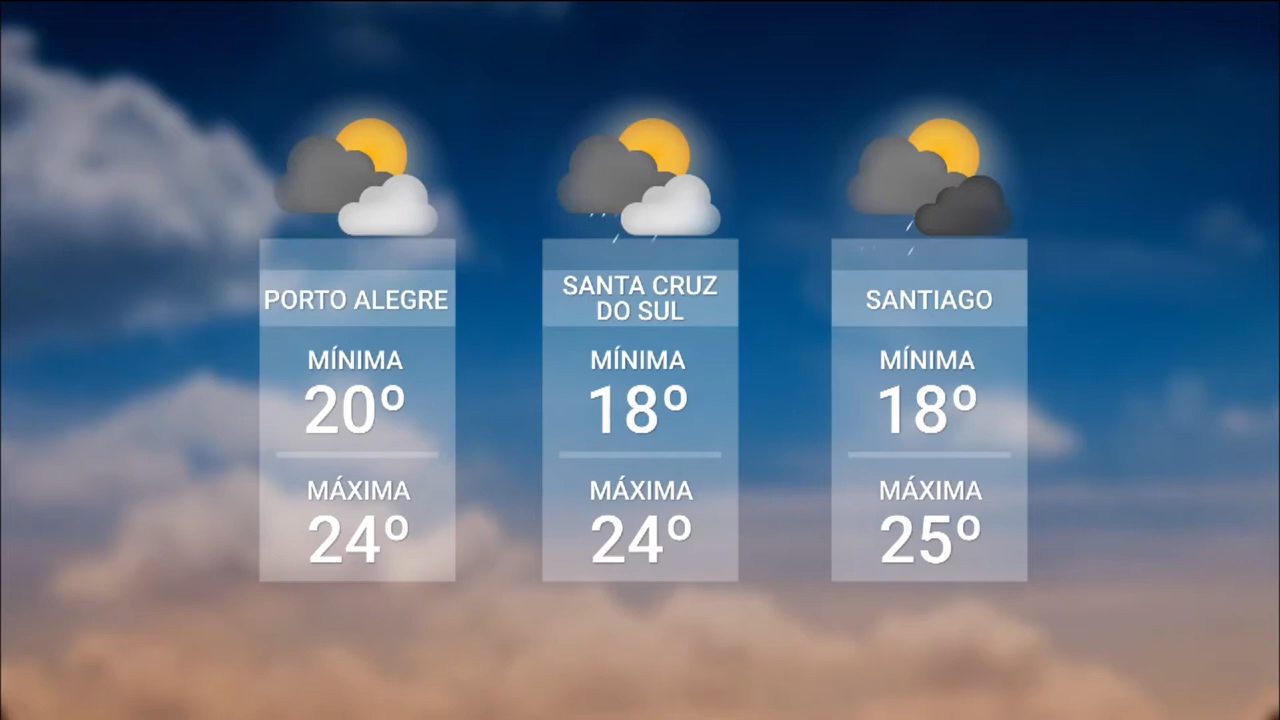 PORTO ALEGRE
MÍNIMA
20º
MÁXIMA
24º
SANTA CRUZ
DO SUL
MÍNIMA
18º
MÁXIMA
24º
SANTIAGO
MÍNIMA
18º
MÁXIMA
25º